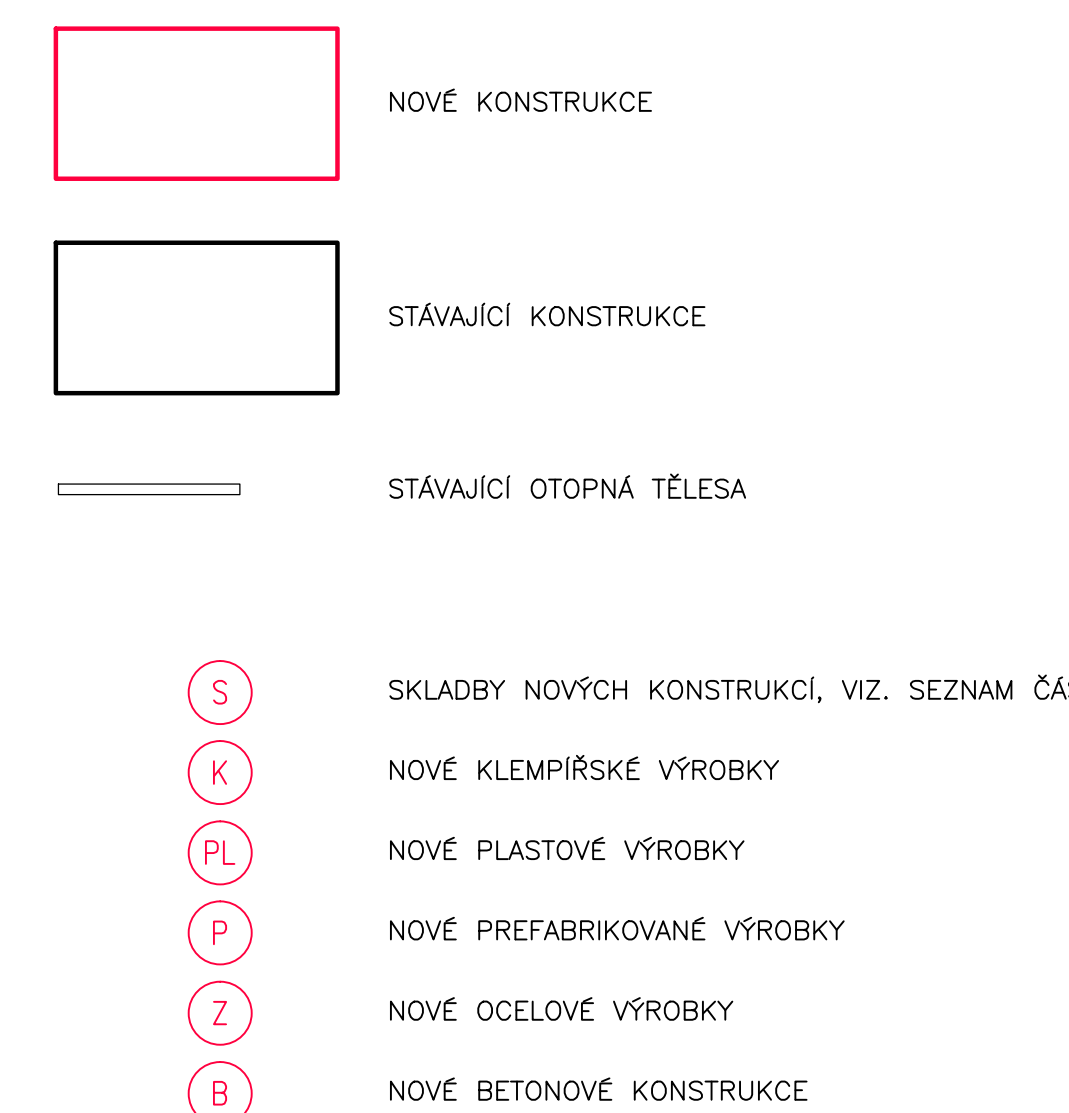 NOVÉ KONSTRUKCE
STÁVAJÍCÍ KONSTRUKCE
STÁVAJÍCÍ OTOPNÁ TĚLESA
S SKLADBY NOVÝCH KONSTRUKCÍ, VIZ. SEZNAM
K NOVÉ KLEMPÍŘSKÉ VÝROBKY
PL NOVÉ PLASTOVÉ VÝROBKY
P NOVÉ PREFABRIKOVANÉ VÝROBKY
Z NOVÉ OCELOVÉ VÝROBKY
B NOVÉ BETONOVÉ KONSTRUKCE